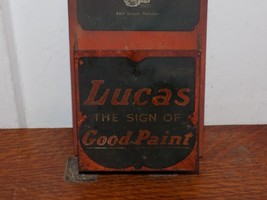 Lucas
THE SIGN OF
Good Paint